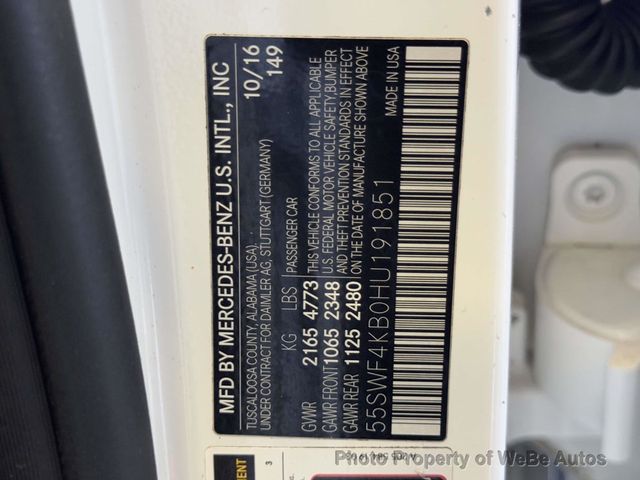 MFD BY MERCEDES-BENZ U.S. INTL., INC
TUSCALOOSA COUNTY, ALABAMA (USA),
UNDER CONTRACT FOR DAIMLER AG, STUTTGART (GERMANY)
10/16
149
KG LBS PASSENGER CAR
GVWR 2165 4773 THIS VEHICLE CONFORMS TO ALL APPLICABLE
GAWR FRONT 1065 2348 U.S. FEDERAL MOTOR VEHICLE SAFETY, BUMPER
AND THEFT PREVENTION STANDARDS IN EFFECT
GAWR REAR 1125 2480 ON THE DATE OF MANUFACTURE SHOWN ABOVE
55SWF4KB0HU191851
MADE IN USA
3
Photo Property of WeBe Autos